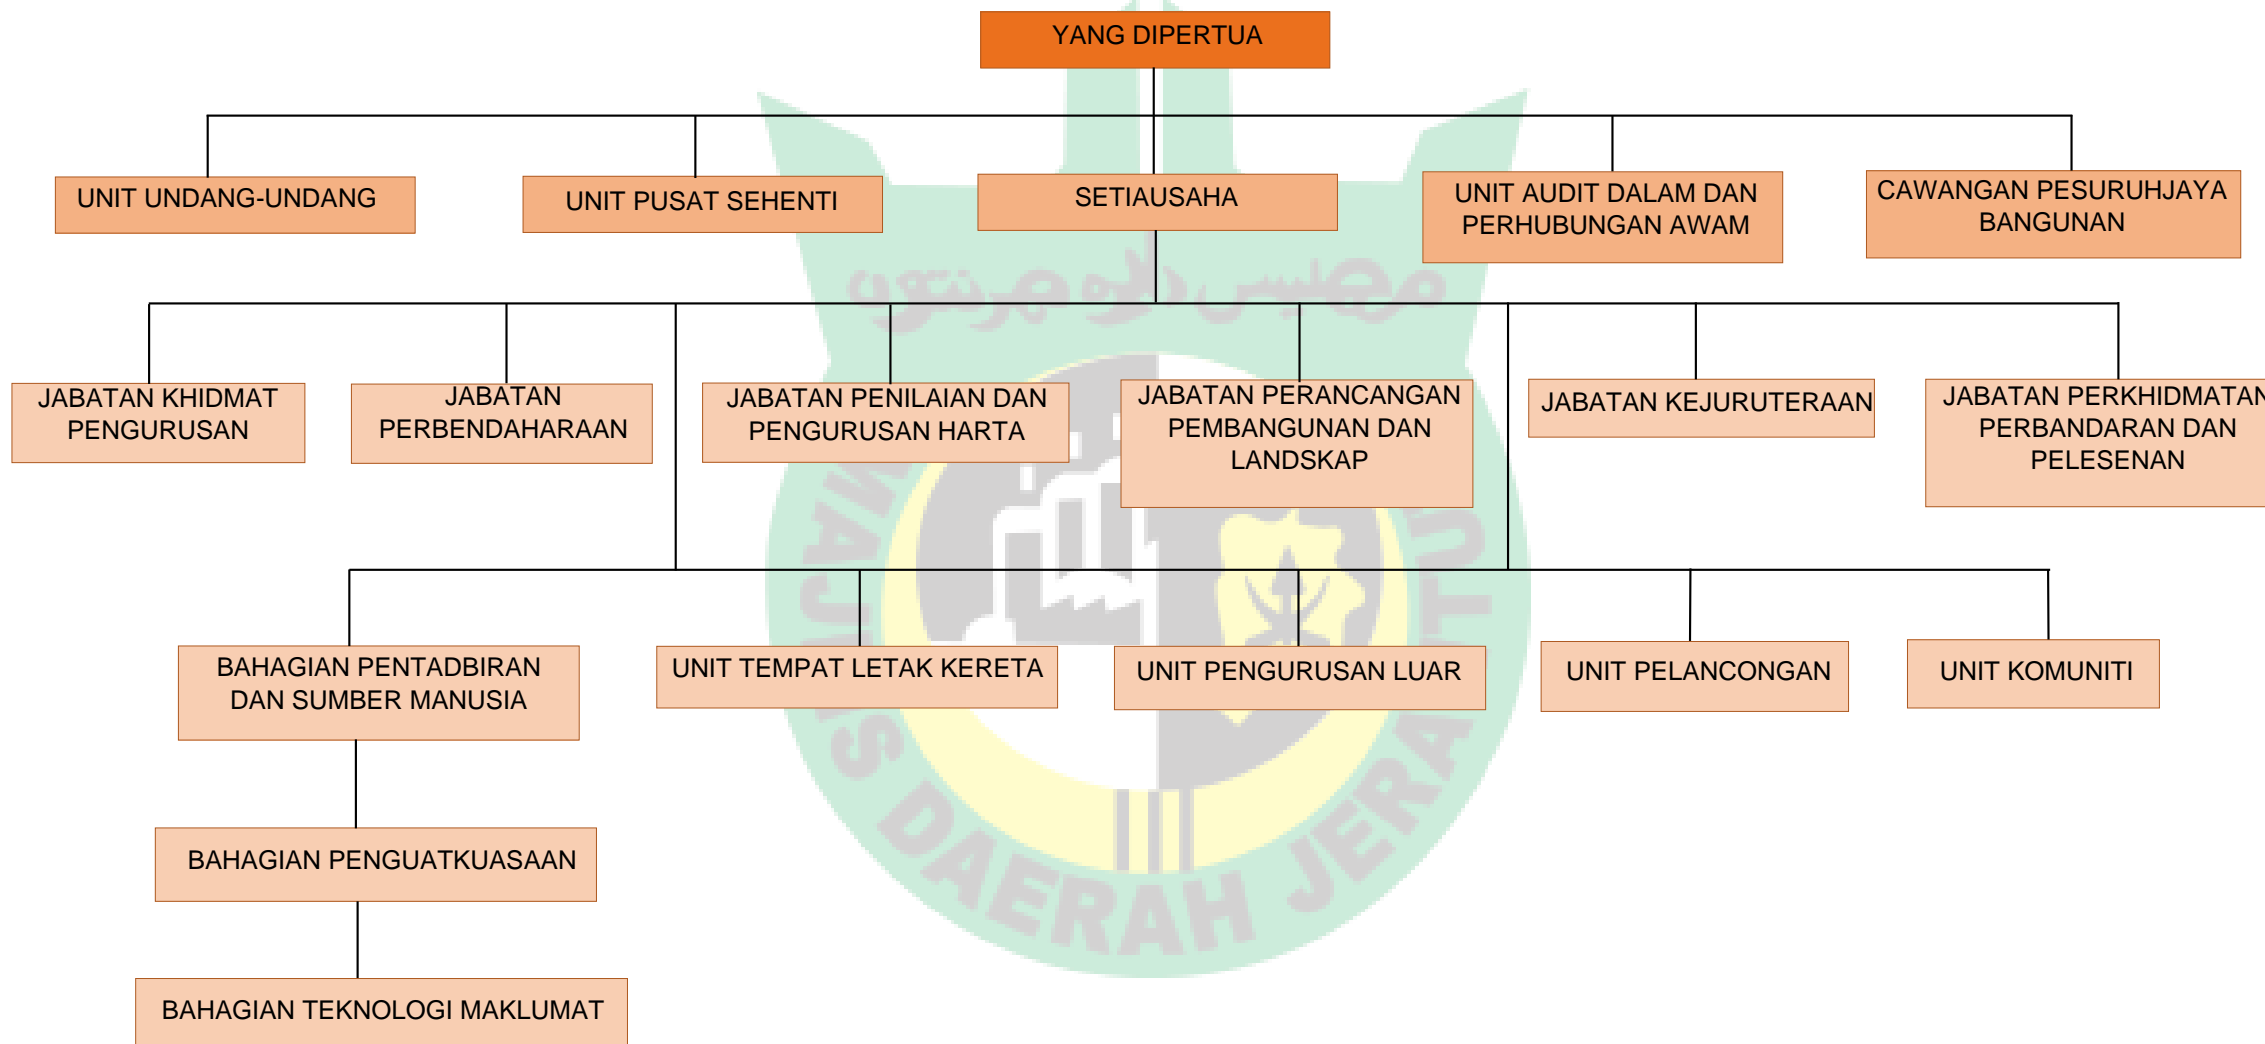 YANG DIPERTUA
UNIT UNDANG-UNDANG
UNIT PUSAT SEHENTI
SETIAUSAHA
UNIT AUDIT DALAM DAN
PERHUBUNGAN AWAM
CAWANGAN PESURUHJAYA
BANGUNAN
JABATAN KHIDMAT
PENGURUSAN
JABATAN
PERBENDAHARAAN
JABATAN PENILAIAN DAN
PENGURUSAN HARTA
JABATAN PERANCANGAN
PEMBANGUNAN DAN
LANDSKAP
JABATAN KEJURUTERAAN
JABATAN PERKHIDMATAN
PERBANDARAN DAN
PELESENAN
BAHAGIAN PENTADBIRAN
DAN SUMBER MANUSIA
UNIT TEMPAT LETAK KERETA
UNIT PENGURUSAN LUAR
UNIT PELANCONGAN
UNIT KOMUNITI
BAHAGIAN PENGUATKUASAAN
BAHAGIAN TEKNOLOGI MAKLUMAT
DAERAH